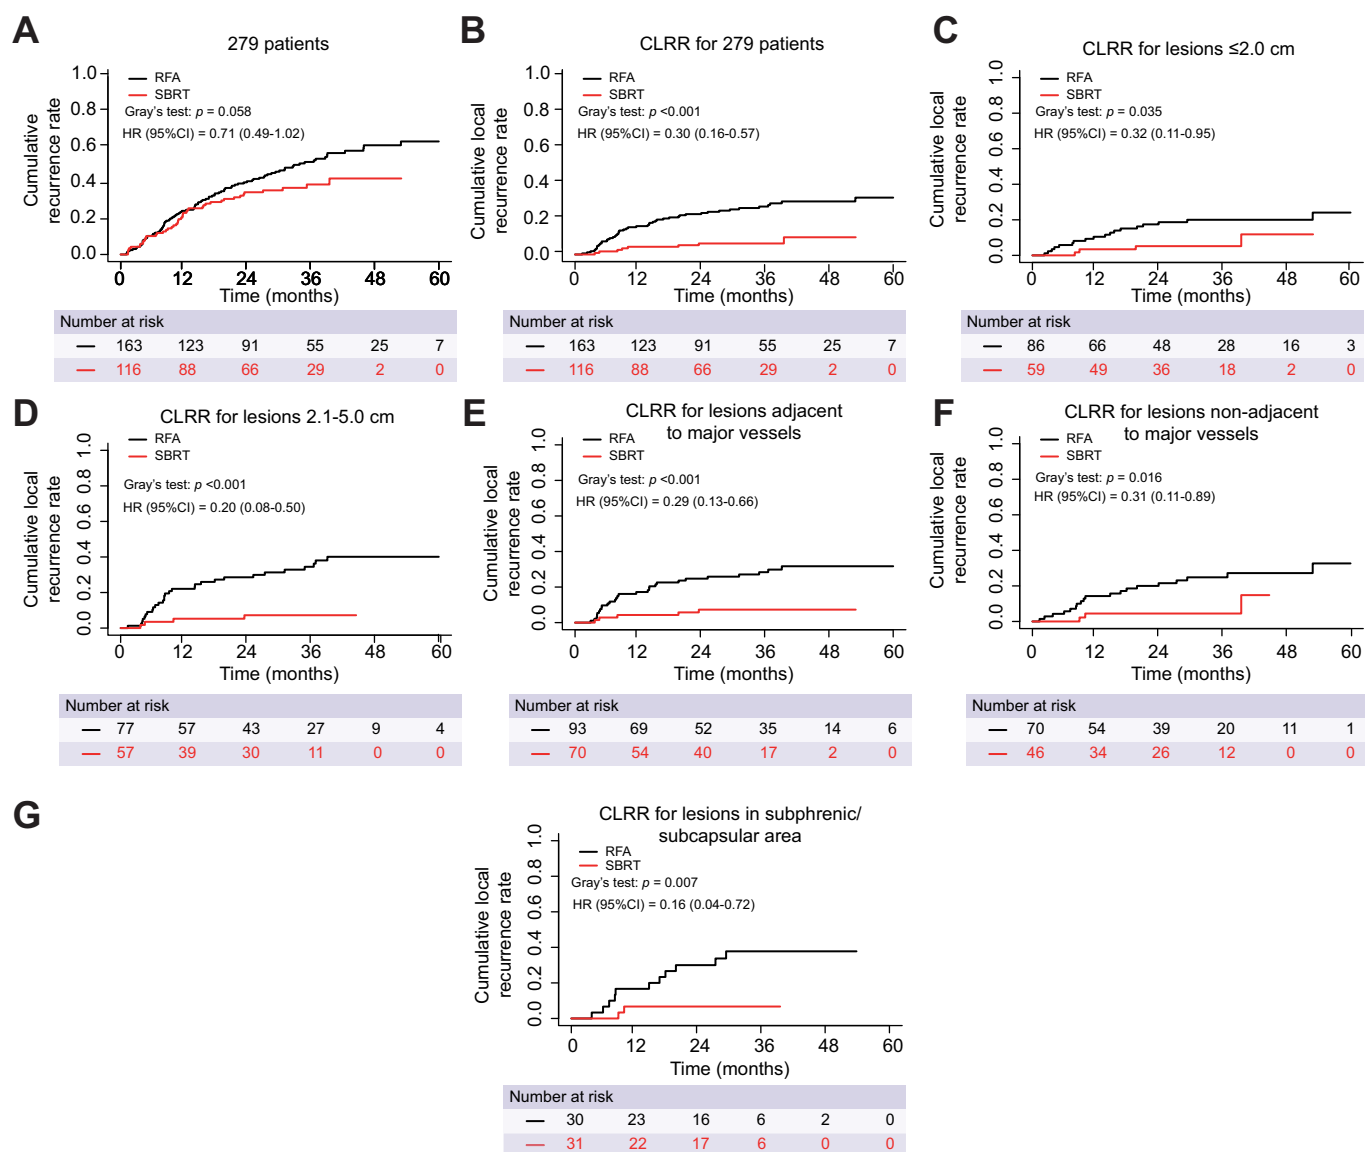 A
279 patients
Cumulative
recurrence rate
1.0
0.8
0.6
0.4
0.2
0.0
RFA
SBRT
Gray's test: p = 0.058
HR (95%CI) = 0.71 (0.49-1.02)
0 12 24 36 48 60
Time (months)
Number at risk
163 123 91 55 25 7
116 88 66 29 2 0
B
CLRR for 279 patients
Cumulative local
recurrence rate
1.0
0.8
0.6
0.4
0.2
0.0
RFA
SBRT
Gray's test: p <0.001
HR (95%CI) = 0.30 (0.16-0.57)
0 12 24 36 48 60
Time (months)
Number at risk
163 123 91 55 25 7
116 88 66 29 2 0
C
CLRR for lesions ≤2.0 cm
Cumulative local
recurrence rate
1.0
0.8
0.6
0.4
0.2
0.0
RFA
SBRT
Gray's test: p = 0.035
HR (95%CI) = 0.32 (0.11-0.95)
0 12 24 36 48 60
Time (months)
Number at risk
86 66 48 28 16 3
59 49 36 18 2 0
D
CLRR for lesions 2.1-5.0 cm
Cumulative local
recurrence rate
1.0
0.8
0.6
0.4
0.2
0.0
RFA
SBRT
Gray's test: p <0.001
HR (95%CI) = 0.20 (0.08-0.50)
0 12 24 36 48 60
Time (months)
Number at risk
77 57 43 27 9 4
57 39 30 11 0 0
E
CLRR for lesions adjacent
to major vessels
Cumulative local
recurrence rate
1.0
0.8
0.6
0.4
0.2
0.0
RFA
SBRT
Gray's test: p <0.001
HR (95%CI) = 0.29 (0.13-0.66)
0 12 24 36 48 60
Time (months)
Number at risk
93 69 52 35 14 6
70 54 40 17 2 0
F
CLRR for lesions non-adjacent
to major vessels
Cumulative local
recurrence rate
1.0
0.8
0.6
0.4
0.2
0.0
RFA
SBRT
Gray's test: p = 0.016
HR (95%CI) = 0.31 (0.11-0.89)
0 12 24 36 48 60
Time (months)
Number at risk
70 54 39 20 11 1
46 34 26 12 0 0
G
CLRR for lesions in subphrenic/
subcapsular area
Cumulative local
recurrence rate
1.0
0.8
0.6
0.4
0.2
0.0
RFA
SBRT
Gray's test: p = 0.007
HR (95%CI) = 0.16 (0.04-0.72)
0 12 24 36 48 60
Time (months)
Number at risk
30 23 16 6 2 0
31 22 17 6 0 0